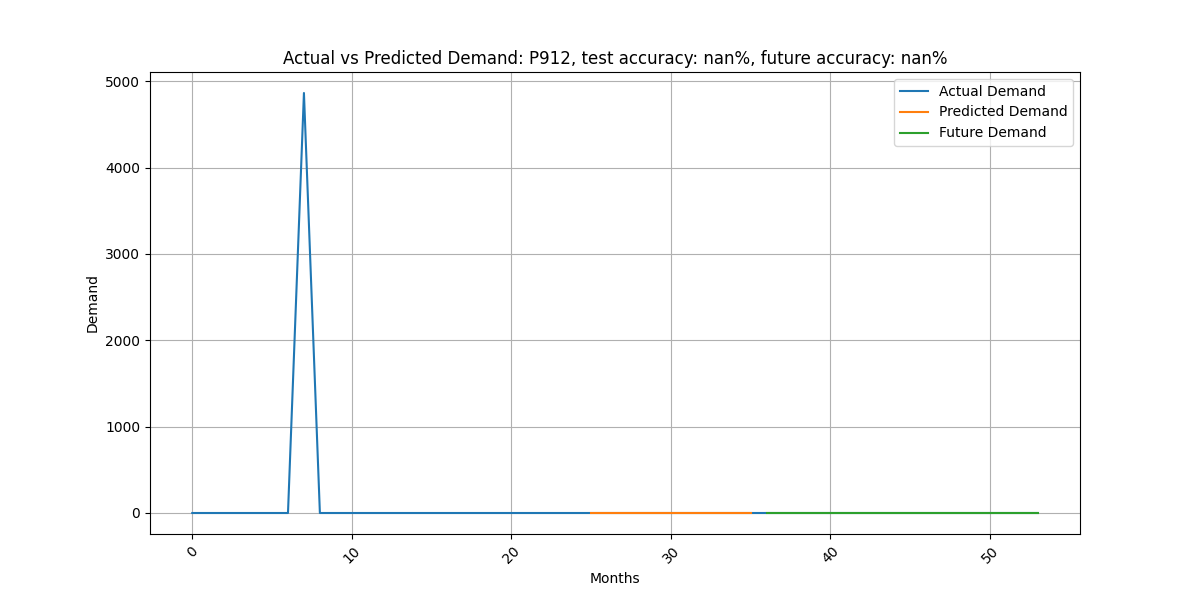 Actual vs Predicted Demand: P912, test accuracy: nan%, future accuracy: nan%
Actual Demand
Predicted Demand
Future Demand
5000
4000
3000
2000
1000
0
Demand
0 10 20 30 40 50
Months